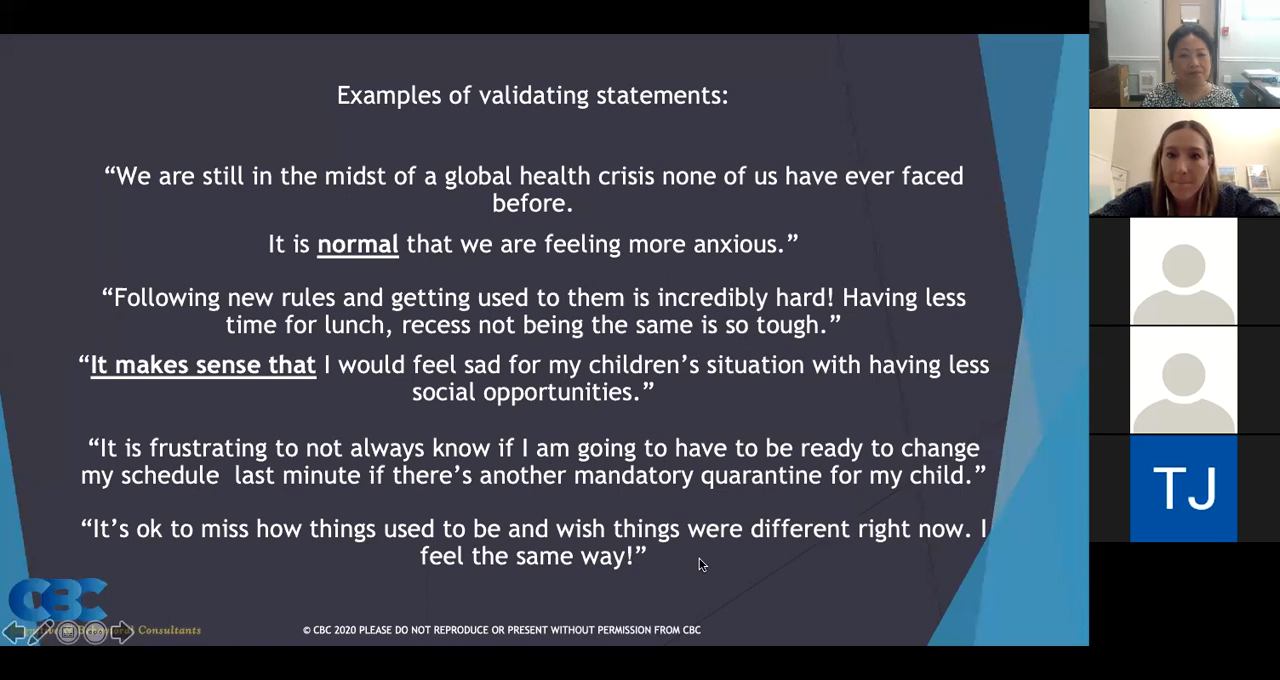 Examples of validating statements:
“We are still in the midst of a global health crisis none of us have ever faced
before.
It is normal that we are feeling more anxious.”
“Following new rules and getting used to them is incredibly hard! Having less
time for lunch, recess not being the same is so tough.”
“It makes sense that I would feel sad for my children’s situation with having less
social opportunities.”
“It is frustrating to not always know if I am going to have to be ready to change
my schedule  last minute if there’s another mandatory quarantine for my child.”
“It’s ok to miss how things used to be and wish things were different right now. I
feel the same way!”
CBC
Consultants
© CBC 2020 PLEASE DO NOT REPRODUCE OR PRESENT WITHOUT PERMISSION FROM CBC
TJ